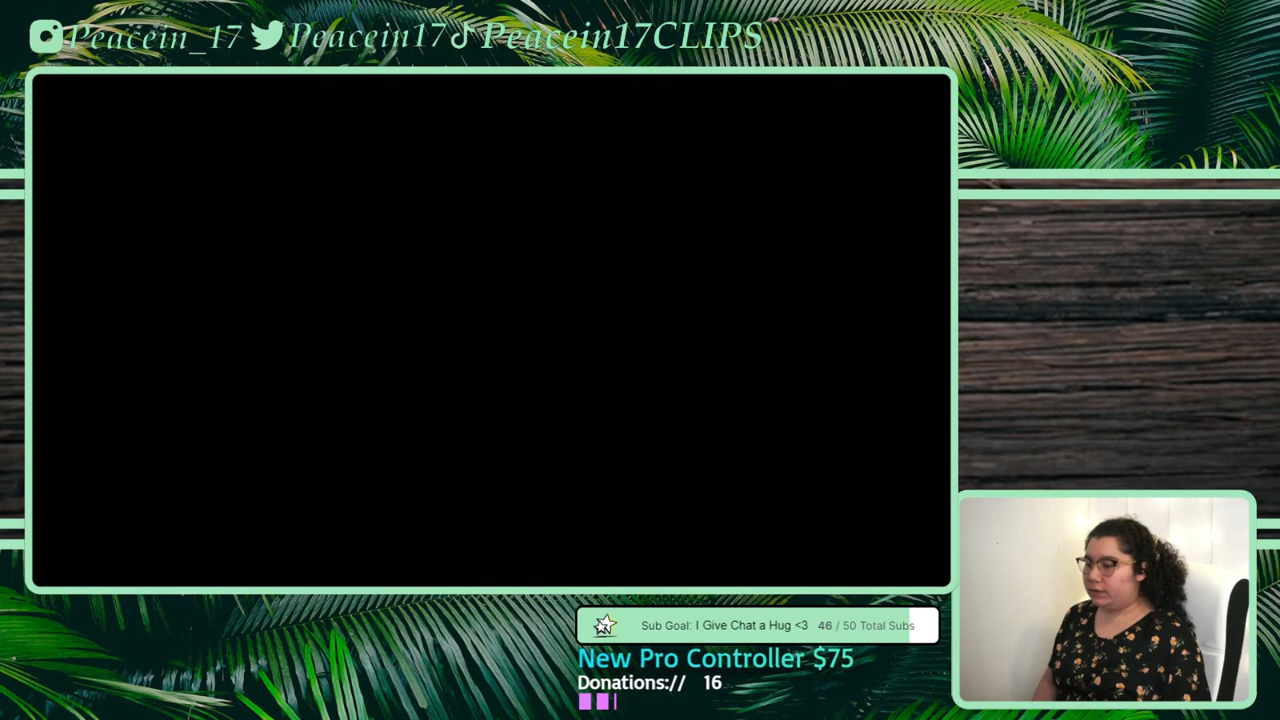 Peacein_17 Peacein17 Peacein17CLIPS
Sub Goal: I Give Chat a Hug <3 46 / 50 Total Subs
New Pro Controller $75
Donations:// 16